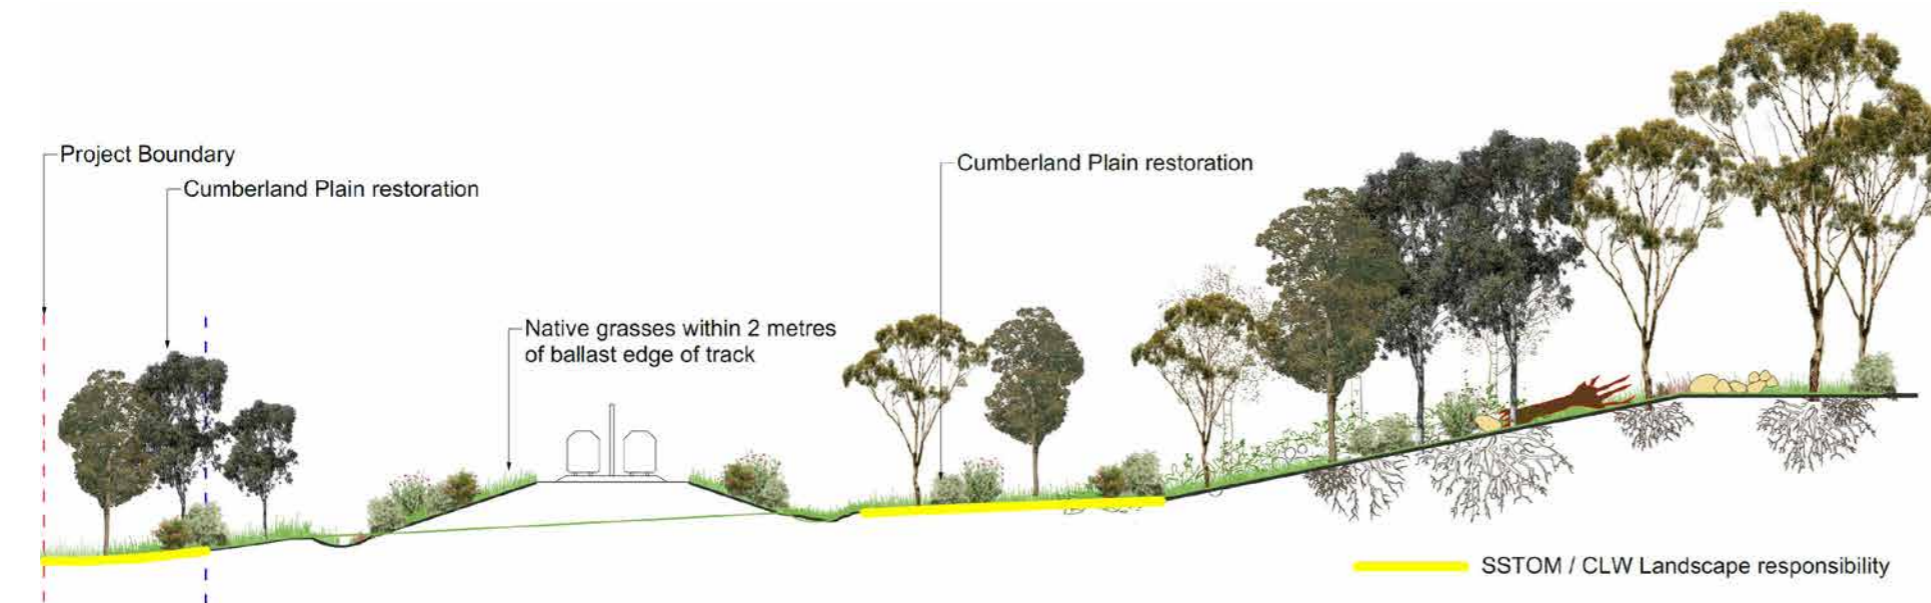 Project Boundary
Cumberland Plain restoration
Cumberland Plain restoration
Native grasses within 2 metres
of ballast edge of track
SSTOM / CLW Landscape responsibility